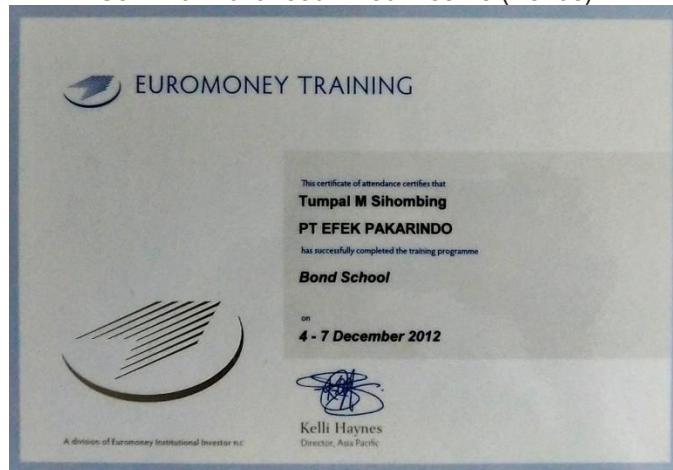 EUROMONEY TRAINING
This certificate of attendance certifies that
Tumpal M Sihombing
PT EFEK PAKARINDO
has successfully completed the training programme
Bond School
on
4 - 7 December 2012
Kelli Haynes
Director, Asia Pacific
A division of Euromoney Institutional Investor PLC